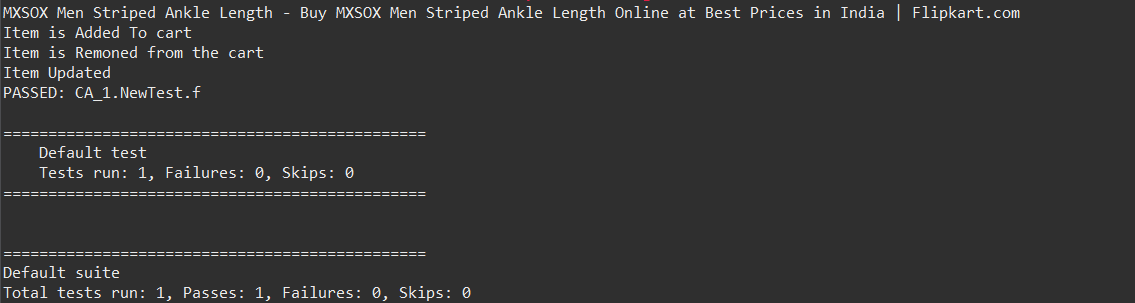 MXSOX Men Striped Ankle Length - Buy MXSOX Men Striped Ankle Length Online at Best Prices in India | Flipkart.com
Item is Added To cart
Item is Remoned from the cart
Item Updated
PASSED: CA_1.NewTest.f
===============================================
Default test
Tests run: 1, Failures: 0, Skips: 0
===============================================
===============================================
Default suite
Total tests run: 1, Passes: 1, Failures: 0, Skips: 0